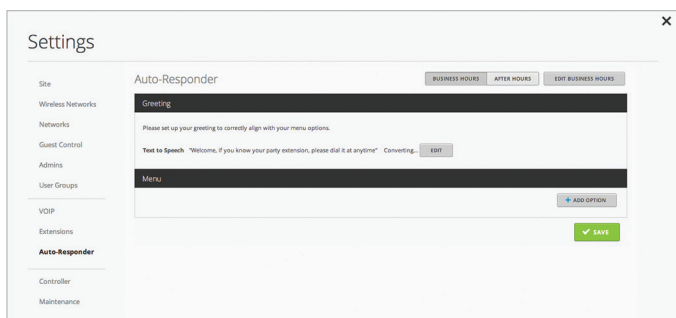 Settings
Site
Wireless Networks
Networks
Guest Control
Admins
User Groups
VOIP
Extensions
Auto-Responder
Controller
Maintenance
Auto-Responder
BUSINESS HOURS AFTER HOURS EDIT BUSINESS HOURS
Greeting
Please set up your greeting to correctly align with your menu options.
Text to Speech "Welcome, if you know your party extension, please dial it at anytime" Converting... EDIT
Menu
+ ADD OPTION
✔ SAVE